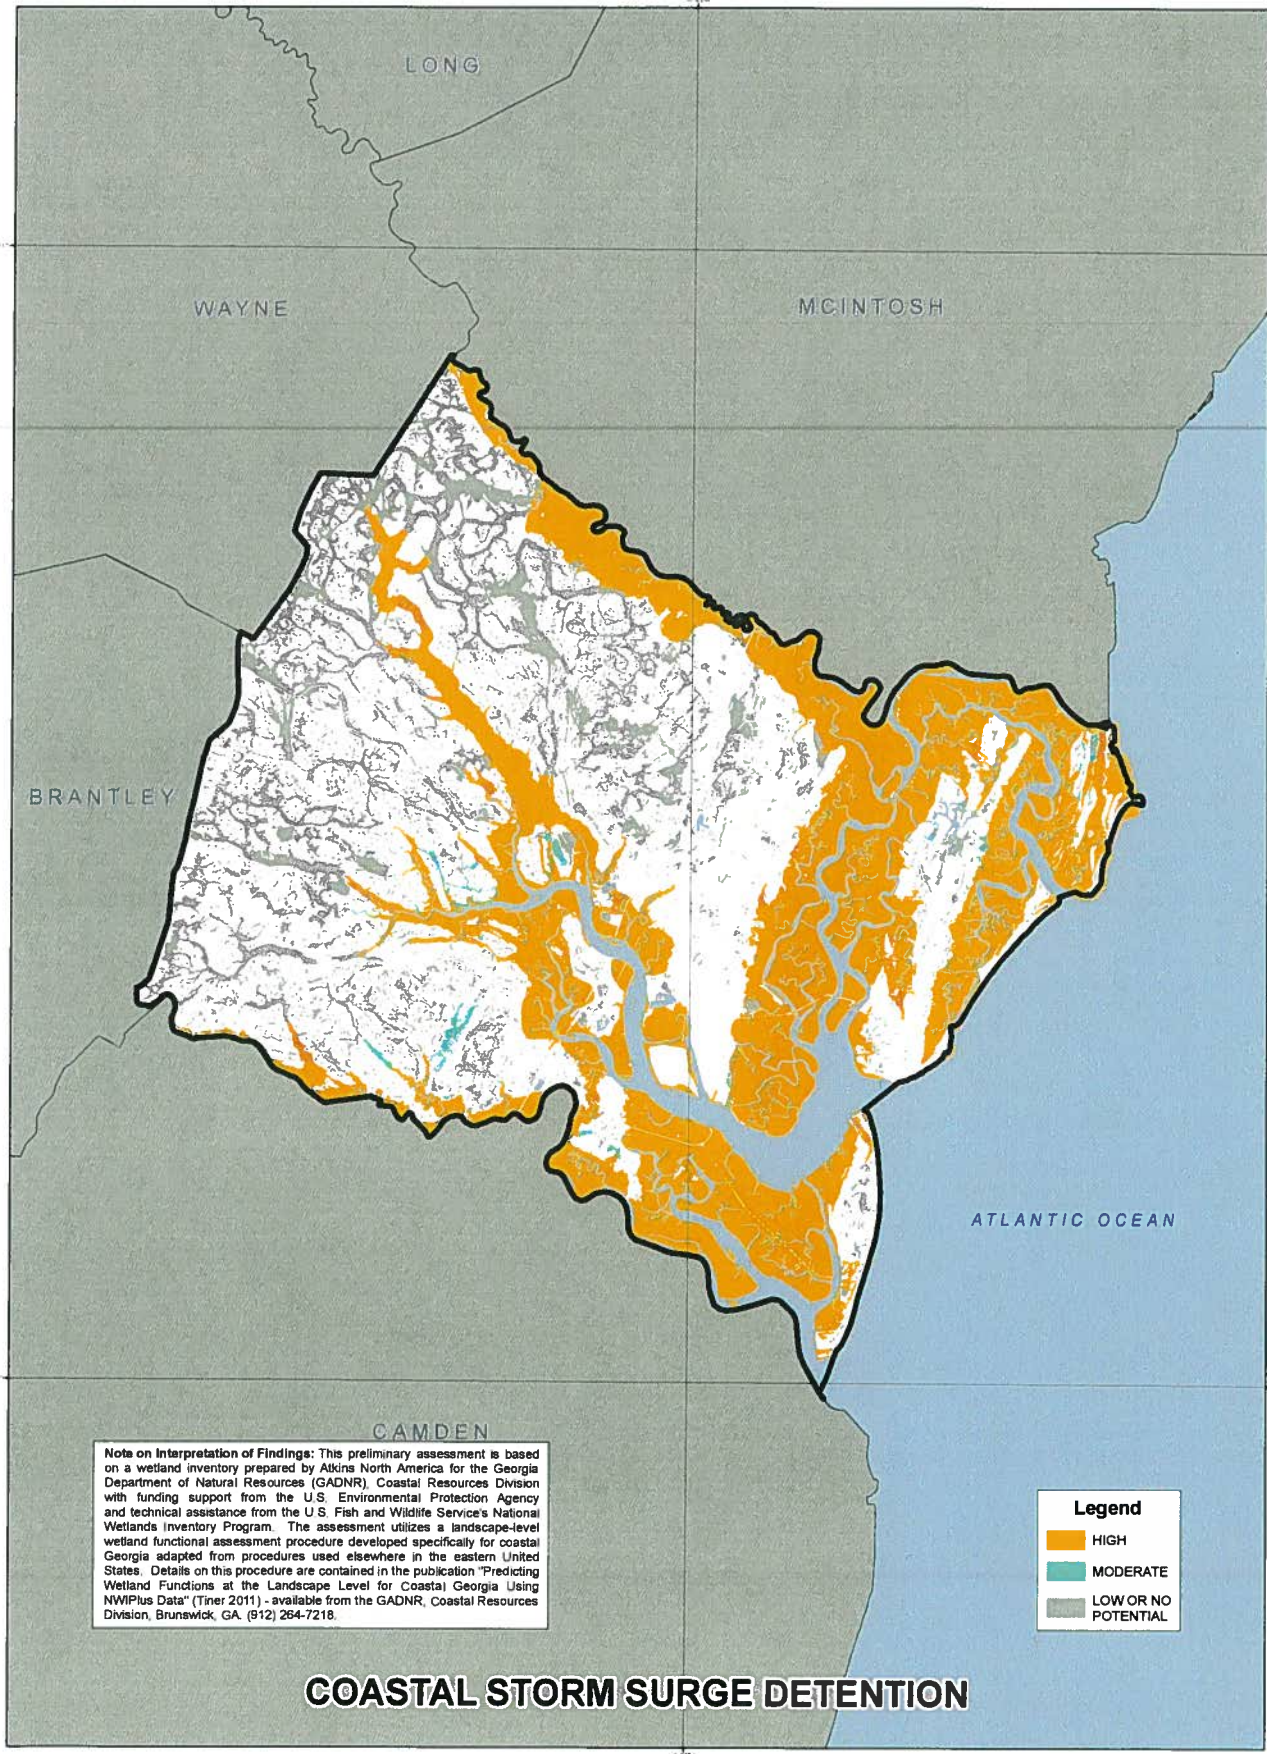 LONG
WAYNE
MCINTOSH
BRANTLEY
ATLANTIC OCEAN
CAMDEN
Note on Interpretation of Findings: This preliminary assessment is based
on a wetland inventory prepared by Atkins North America for the Georgia
Department of Natural Resources (GADNR), Coastal Resources Division
with funding support from the U.S. Environmental Protection Agency
and technical assistance from the U.S. Fish and Wildlife Service's National
Wetlands Inventory Program. The assessment utilizes a landscape-level
wetland functional assessment procedure developed specifically for coastal
Georgia adapted from procedures used elsewhere in the eastern United
States. Details on this procedure are contained in the publication "Predicting
Wetland Functions at the Landscape Level for Coastal Georgia Using
NWIPlus Data" (Tiner 2011) - available from the GADNR, Coastal Resources
Division, Brunswick, GA. (912) 264-7218.
Legend
HIGH
MODERATE
LOW OR NO
POTENTIAL
COASTAL STORM SURGE DETENTION